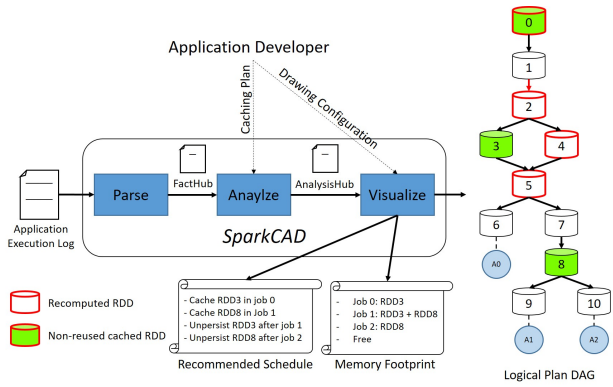 Application Developer
Caching Plan
Drawing Configuration
Parse
FactHub
Anaylze
AnalysisHub
Visualize
SparkCAD
Application
Execution Log
Recomputed RDD
Non-reused cached RDD
- Cache RDD3 in job 0
- Cache RDD8 in Job 1
- Unpersist RDD3 after job 1
- Unpersist RDD8 after job 2
Recommended Schedule
- Job 0: RDD3
- Job 1: RDD3 + RDD8
- Job 2: RDD8
- Free
Memory Footprint
0
1
2
3
4
5
6
7
A0
8
9
10
A1
A2
Logical Plan DAG